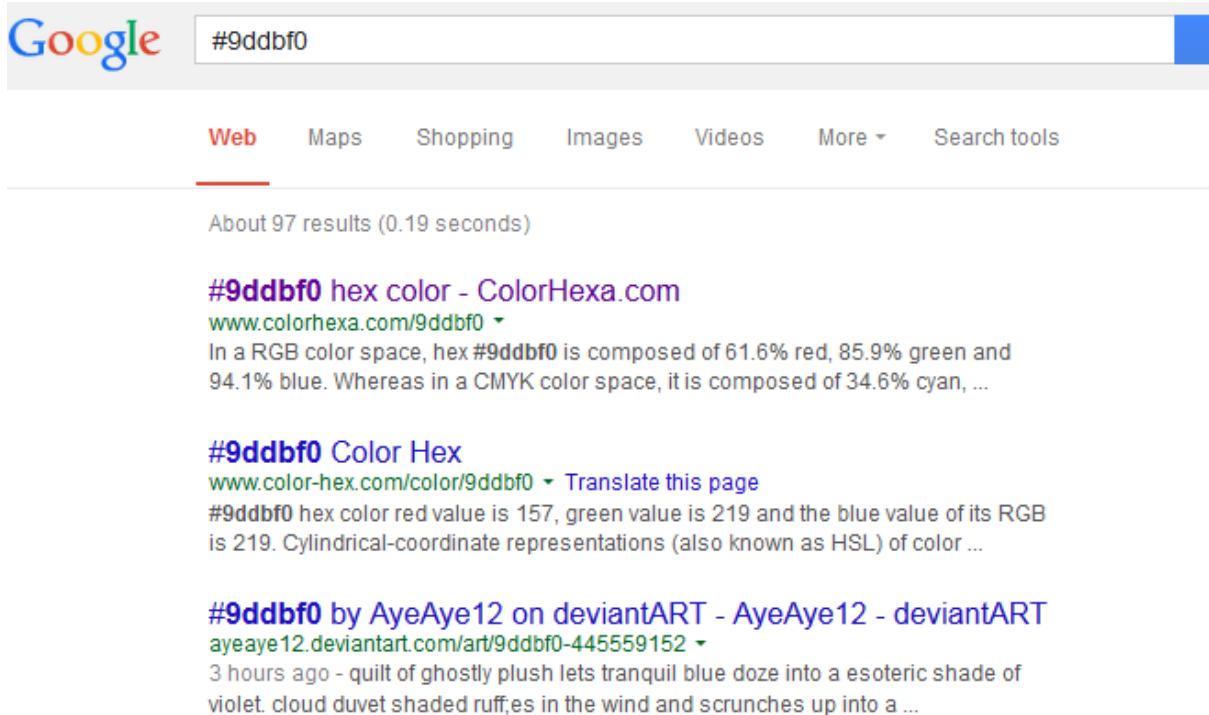 Google #9ddbf0
Web Maps Shopping Images Videos More Search tools
About 97 results (0.19 seconds)
#9ddbf0 hex color - ColorHexa.com
www.colorhexa.com/9ddbf0
In a RGB color space, hex #9ddbf0 is composed of 61.6% red, 85.9% green and
94.1% blue. Whereas in a CMYK color space, it is composed of 34.6% cyan, ...
#9ddbf0 Color Hex
www.color-hex.com/color/9ddbf0 Translate this page
#9ddbf0 hex color red value is 157, green value is 219 and the blue value of its RGB
is 219. Cylindrical-coordinate representations (also known as HSL) of color ...
#9ddbf0 by AyeAye12 on deviantART - AyeAye12 - deviantART
ayeaye12.deviantart.com/art/9ddbf0-445559152
3 hours ago - quilt of ghostly plush lets tranquil blue doze into a esoteric shade of
violet. cloud duvet shaded ruff;es in the wind and scrunches up into a ...